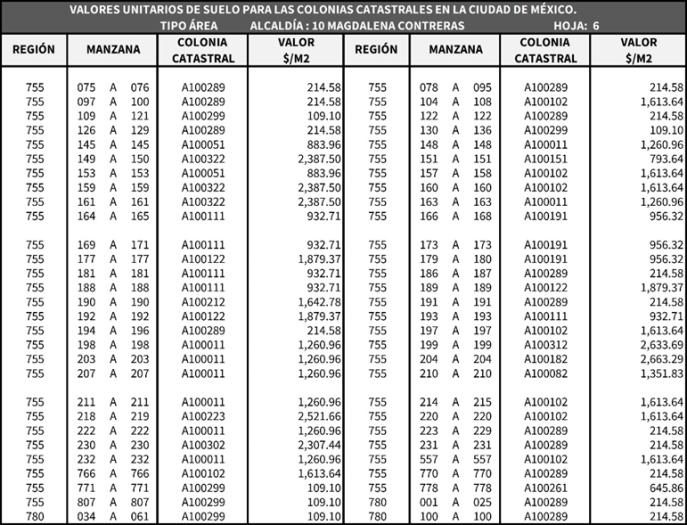 VALORES UNITARIOS DE SUELO PARA LAS COLONIAS CATASTRALES EN LA CIUDAD DE MÉXICO.
TIPO ÁREA ALCALDÍA : 10 MAGDALENA CONTRERAS HOJA: 6
REGIÓN MANZANA COLONIA CATASTRAL VALOR $/M2 REGIÓN MANZANA COLONIA CATASTRAL VALOR $/M2
755 075 A 076 A100289 214.58 755 078 A 095 A100289 214.58
755 097 A 100 A100289 214.58 755 104 A 108 A100102 1,613.64
755 109 A 121 A100299 109.10 755 122 A 122 A100289 214.58
755 126 A 129 A100289 214.58 755 130 A 136 A100299 109.10
755 145 A 145 A100051 883.96 755 148 A 148 A100011 1,260.96
755 149 A 150 A100322 2,387.50 755 151 A 151 A100151 793.64
755 153 A 153 A100051 883.96 755 157 A 158 A100102 1,613.64
755 159 A 159 A100322 2,387.50 755 160 A 160 A100102 1,613.64
755 161 A 161 A100322 2,387.50 755 163 A 163 A100011 1,260.96
755 164 A 165 A100111 932.71 755 166 A 168 A100191 956.32
755 169 A 171 A100111 932.71 755 173 A 173 A100191 956.32
755 177 A 177 A100122 1,879.37 755 179 A 180 A100191 956.32
755 181 A 181 A100111 932.71 755 186 A 187 A100289 214.58
755 188 A 188 A100111 932.71 755 189 A 189 A100122 1,879.37
755 190 A 190 A100212 1,642.78 755 191 A 191 A100289 214.58
755 192 A 192 A100122 1,879.37 755 193 A 193 A100111 932.71
755 194 A 196 A100289 214.58 755 197 A 197 A100102 1,613.64
755 198 A 198 A100011 1,260.96 755 199 A 199 A100312 2,633.69
755 203 A 203 A100011 1,260.96 755 204 A 204 A100182 2,663.29
755 207 A 207 A100011 1,260.96 755 210 A 210 A100082 1,351.83
755 211 A 211 A100011 1,260.96 755 214 A 215 A100102 1,613.64
755 218 A 219 A100223 2,521.66 755 220 A 220 A100102 1,613.64
755 222 A 222 A100011 1,260.96 755 223 A 229 A100289 214.58
755 230 A 230 A100302 2,307.44 755 231 A 231 A100289 214.58
755 232 A 232 A100011 1,260.96 755 557 A 557 A100102 1,613.64
755 766 A 766 A100102 1,613.64 755 770 A 770 A100289 214.58
755 771 A 771 A100299 109.10 755 778 A 778 A100261 645.86
755 807 A 807 A100299 109.10 780 001 A 025 A100289 214.58
780 034 A 061 A100299 109.10 780 100 A 100 A100289 214.58